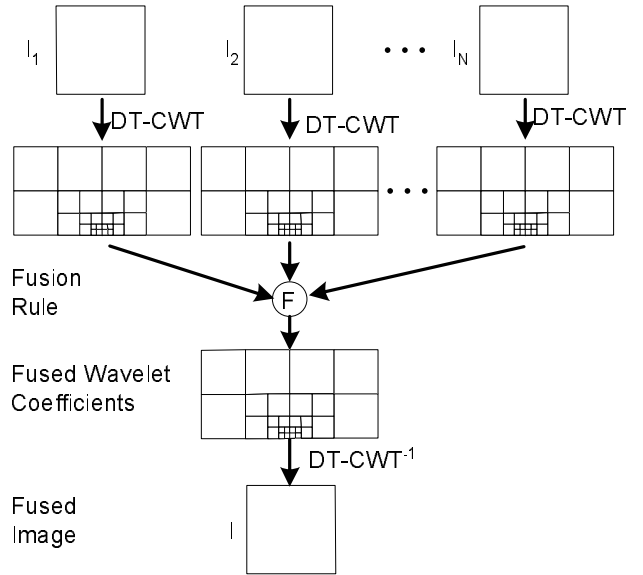 I1
I2
• • •
IN
DT-CWT
DT-CWT
DT-CWT
• • •
Fusion
Rule
F
Fused Wavelet
Coefficients
DT-CWT-1
Fused
Image
I